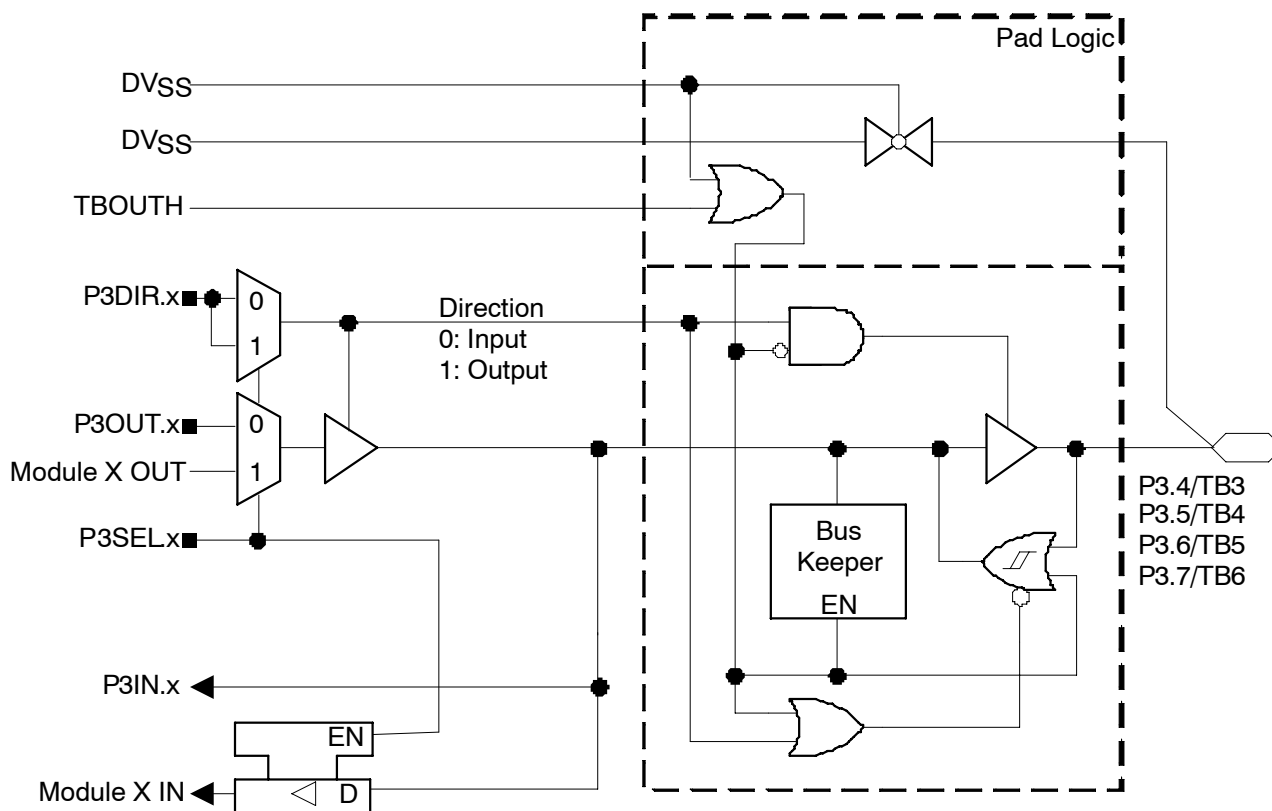 Pad Logic
DVSS
DVSS
TBOUTH
P3DIR.x
0
1
Direction
0: Input
1: Output
P3OUT.x
0
Module X OUT
1
P3SEL.x
Bus
Keeper
EN
P3.4/TB3
P3.5/TB4
P3.6/TB5
P3.7/TB6
P3IN.x
EN
Module X IN
D